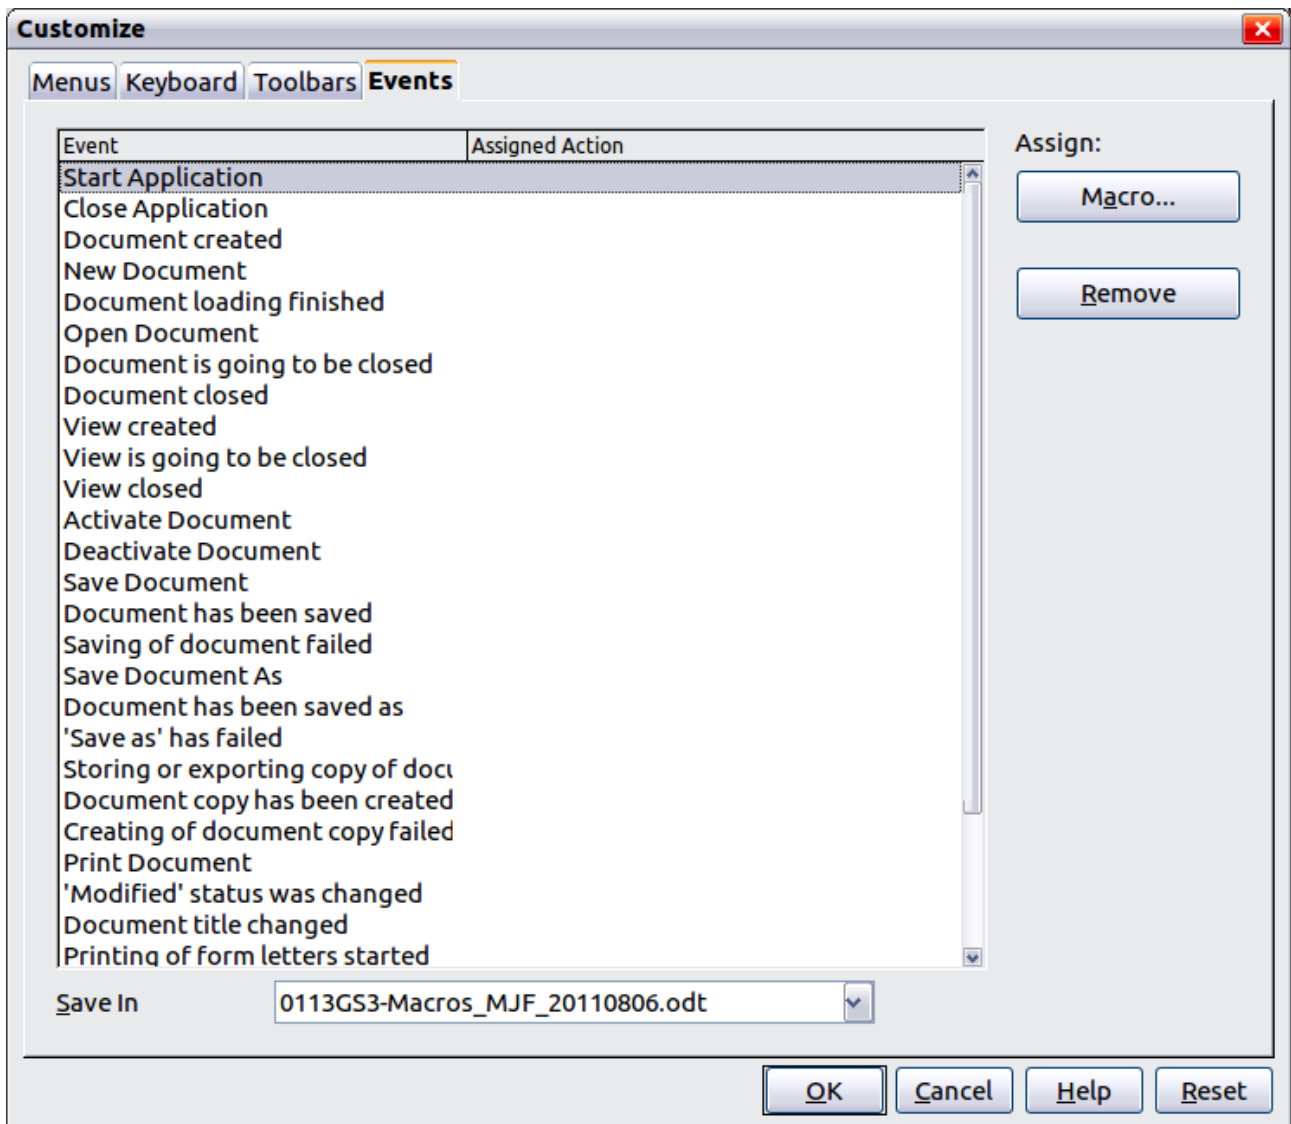 Customize
Menus Keyboard Toolbars Events
Event Assigned Action Assign:
Start Application
Macro...
Close Application
Document created
New Document
Remove
Document loading finished
Open Document
Document is going to be closed
Document closed
View created
View is going to be closed
View closed
Activate Document
Deactivate Document
Save Document
Document has been saved
Saving of document failed
Save Document As
Document has been saved as
'Save as' has failed
Storing or exporting copy of docu
Document copy has been created
Creating of document copy failed
Print Document
'Modified' status was changed
Document title changed
Printing of form letters started
Save In 0113GS3-Macros_MJF_20110806.odt
OK Cancel Help Reset